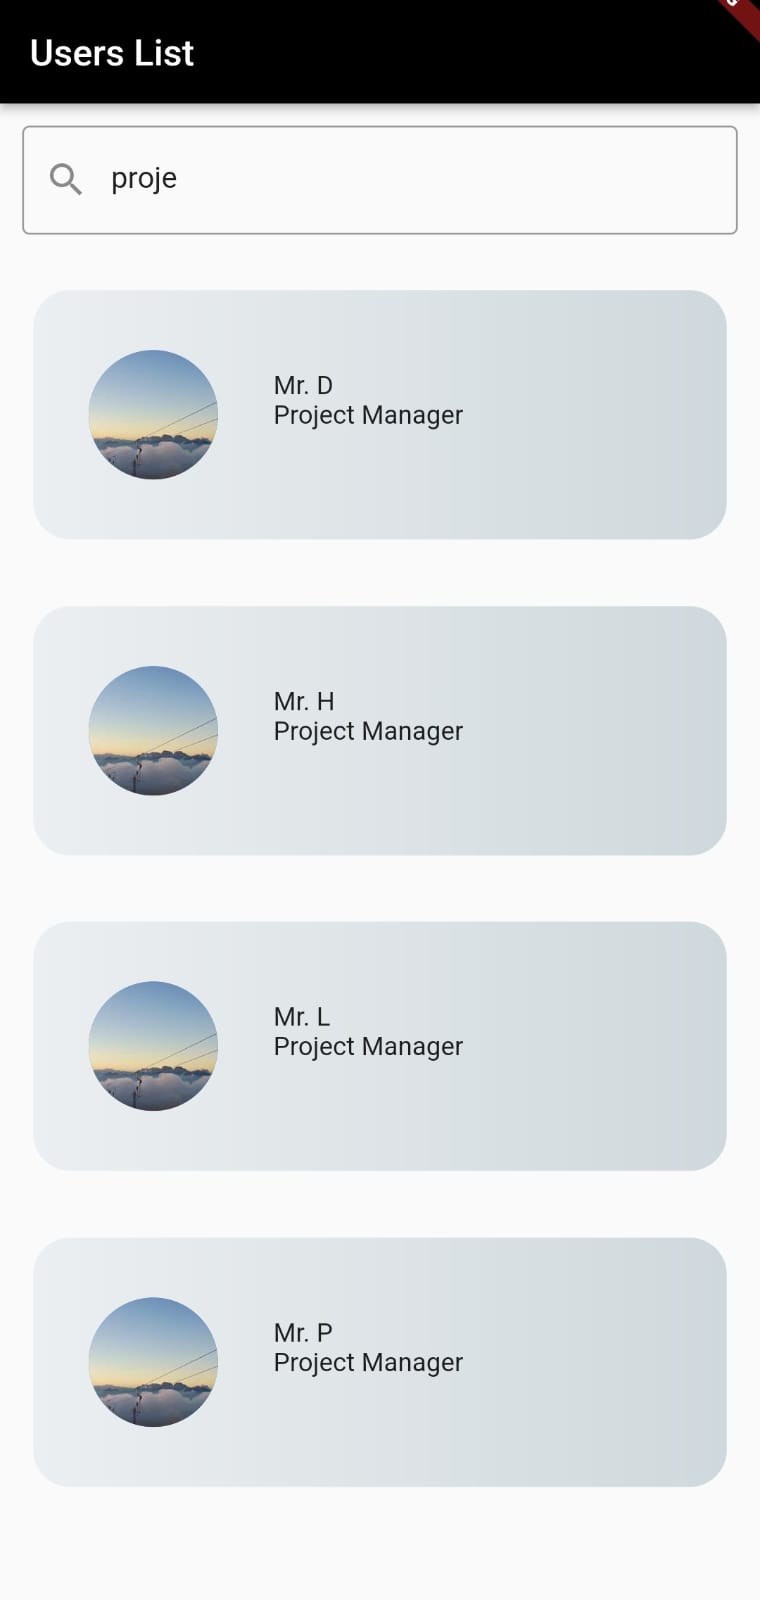 Users List
proje
Mr. D
Project Manager
Mr. H
Project Manager
Mr. L
Project Manager
Mr. P
Project Manager